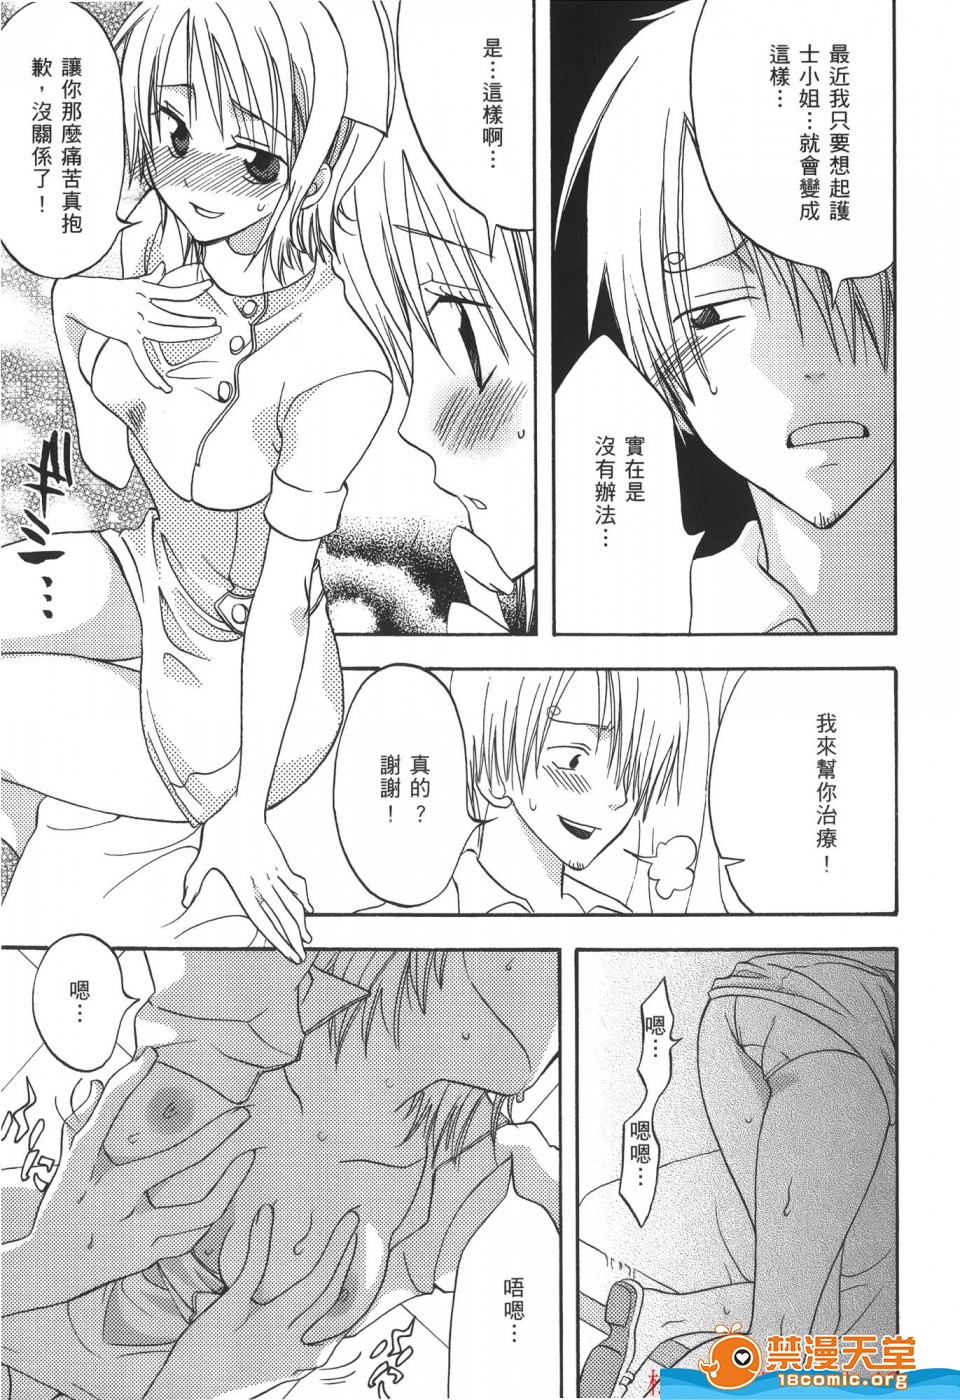 最近我只要想起護
士小姐…就會變成
這樣…
實在是
沒有辦法…
是…這樣啊…
讓你那麼痛苦真抱
歉，沒關係了！
我來幫你治療！
真的？
謝謝！
嗯…
嗯嗯…
唔嗯…
嗯…
禁漫天堂
18comic.org